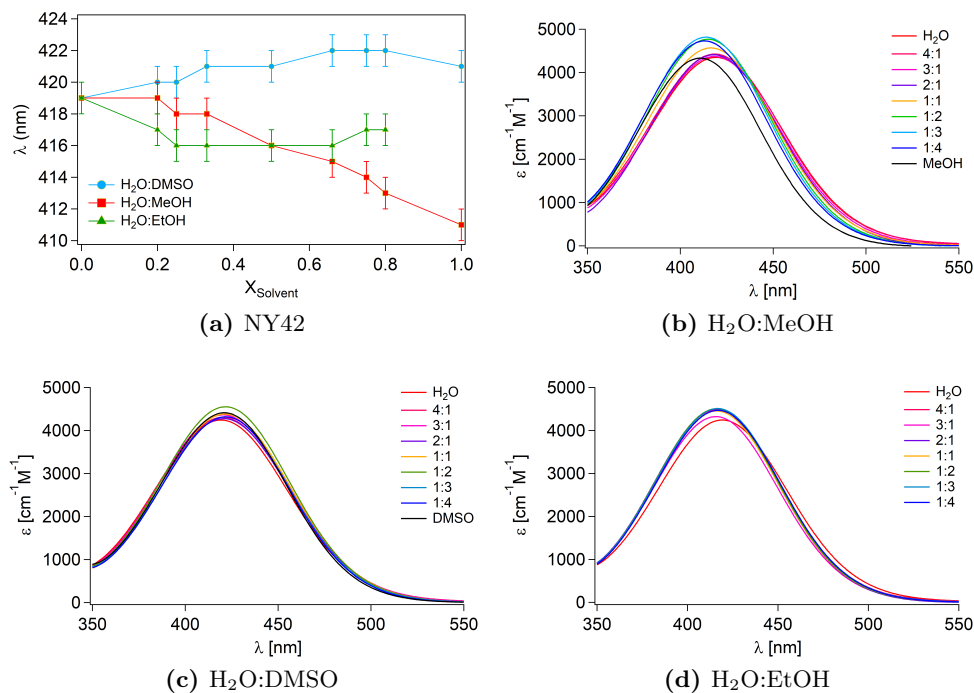 424
422
420
418
416
414
412
410
λ (nm)
H₂O:DMSO
H₂O:MeOH
H₂O:EtOH
0.0 0.2 0.4 0.6 0.8 1.0
X_Solvent
(a) NY42
5000
4000
3000
2000
1000
0
ε [cm⁻¹M⁻¹]
H₂O
4:1
3:1
2:1
1:1
1:2
1:3
1:4
MeOH
350 400 450 500 550
λ [nm]
(b) H₂O:MeOH
5000
4000
3000
2000
1000
0
ε [cm⁻¹M⁻¹]
H₂O
4:1
3:1
2:1
1:1
1:2
1:3
1:4
DMSO
350 400 450 500 550
λ [nm]
(c) H₂O:DMSO
5000
4000
3000
2000
1000
0
ε [cm⁻¹M⁻¹]
H₂O
4:1
3:1
2:1
1:1
1:2
1:3
1:4
350 400 450 500 550
λ [nm]
(d) H₂O:EtOH